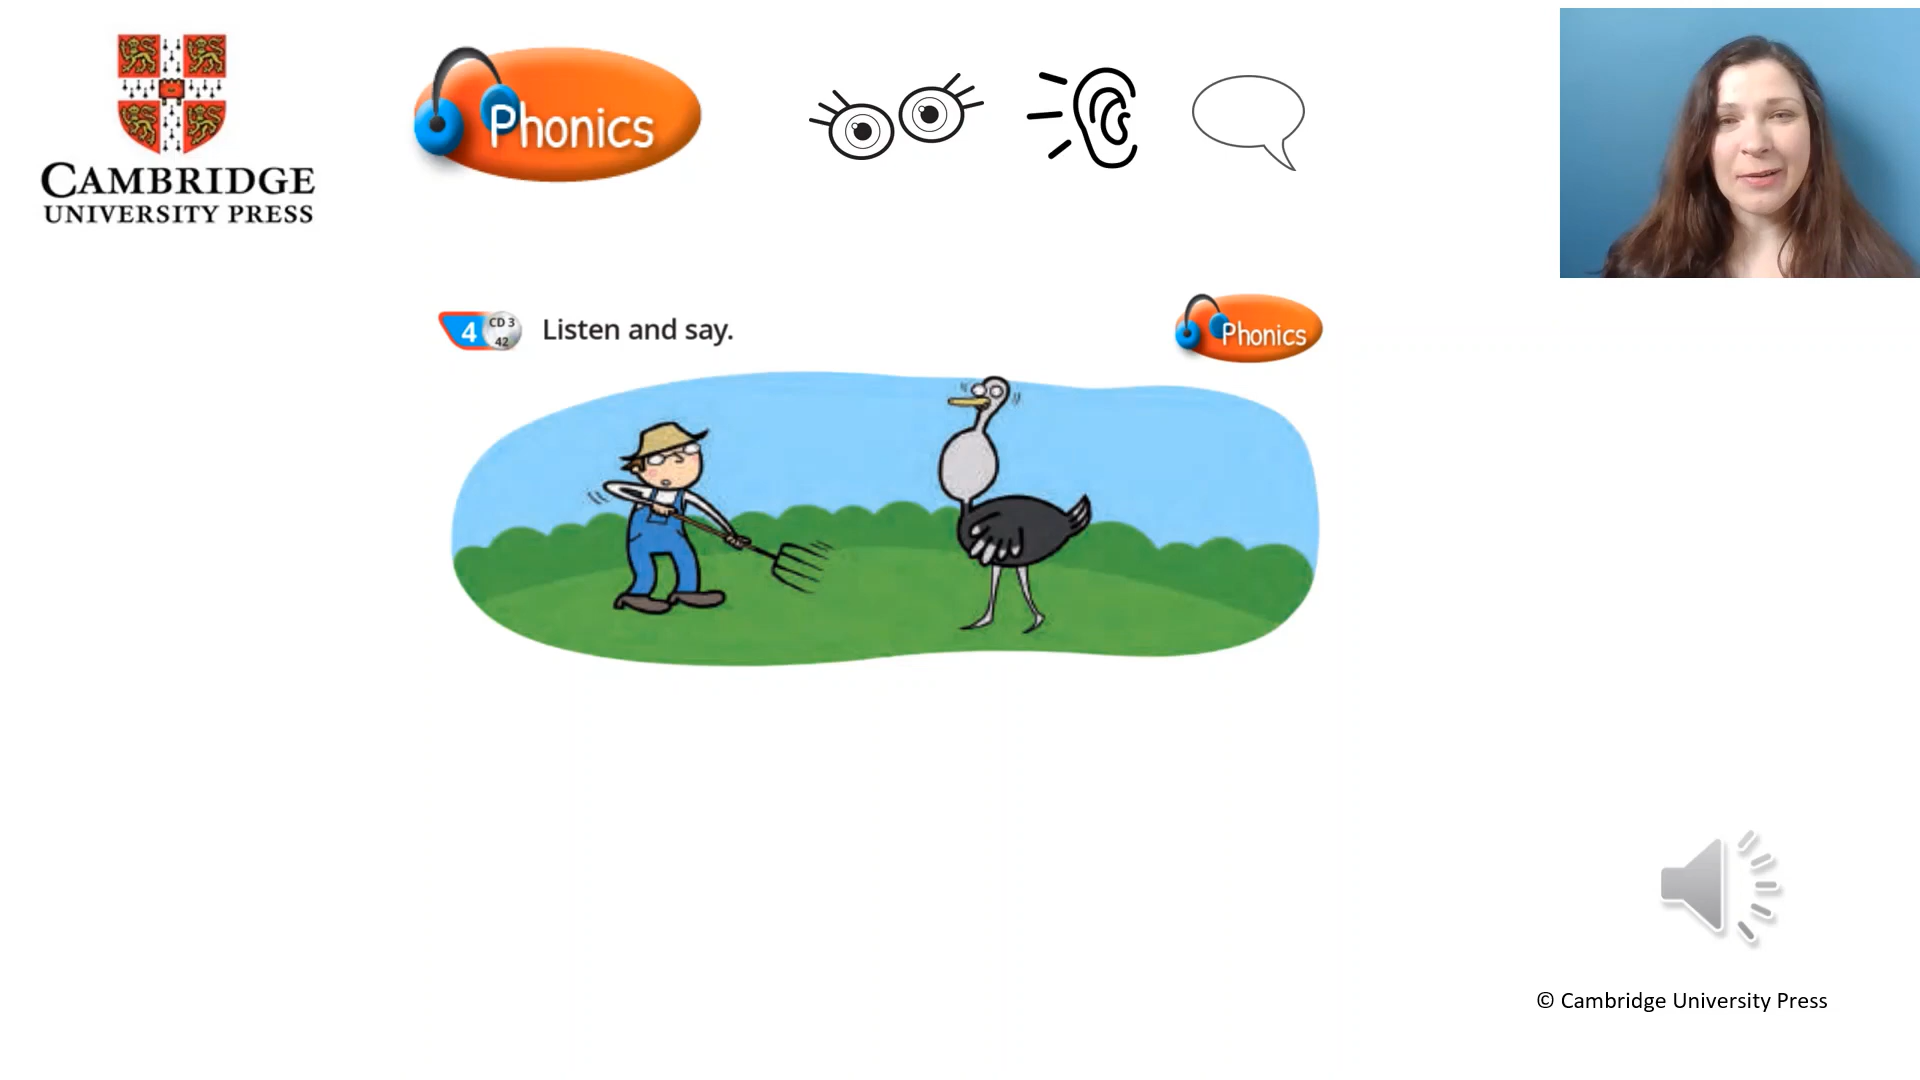 CAMBRIDGE
UNIVERSITY PRESS
Phonics
4
CD 3
42
Listen and say.
Phonics
© Cambridge University Press